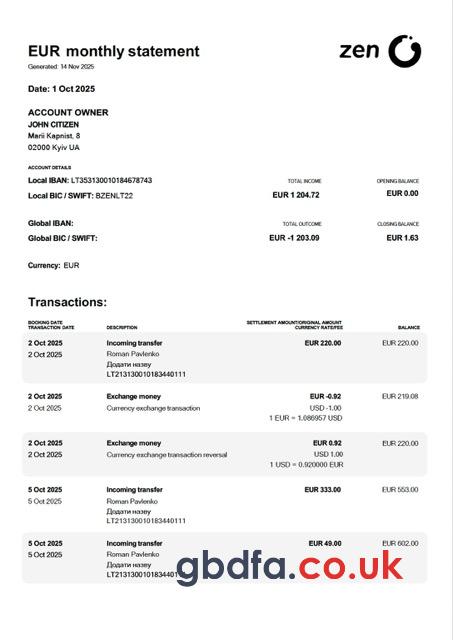 EUR monthly statement
zen
Generated: 14 Nov 2025
Date: 1 Oct 2025
ACCOUNT OWNER
JOHN CITIZEN
Marii Kapnist, 8
02000 Kyiv UA
ACCOUNT DETAILS
Local IBAN: LT353130010184678743
TOTAL INCOME OPENING BALANCE
Local BIC / SWIFT: BZENLT22
EUR 1 204.72 EUR 0.00
Global IBAN:
TOTAL OUTCOME CLOSING BALANCE
Global BIC / SWIFT:
EUR -1 203.09 EUR 1.63
Currency: EUR
Transactions:
BOOKING DATE SETTLEMENT AMOUNT/ORIGINAL AMOUNT
TRANSACTION DATE DESCRIPTION CURRENCY RATE/FEE BALANCE
2 Oct 2025 Incoming transfer EUR 220.00 EUR 220.00
2 Oct 2025 Roman Pavlenko
Додати назву
LT213130010183440111
2 Oct 2025 Exchange money EUR -0.92 EUR 219.08
2 Oct 2025 Currency exchange transaction USD -1.00
1 EUR = 1.086957 USD
2 Oct 2025 Exchange money EUR 0.92 EUR 220.00
2 Oct 2025 Currency exchange transaction reversal USD 1.00
1 USD = 0.920000 EUR
5 Oct 2025 Incoming transfer EUR 333.00 EUR 553.00
5 Oct 2025 Roman Pavlenko
Додати назву
LT213130010183440111
5 Oct 2025 Incoming transfer EUR 49.00 EUR 602.00
5 Oct 2025 Roman Pavlenko
Додати назву
gbdfa.co.uk